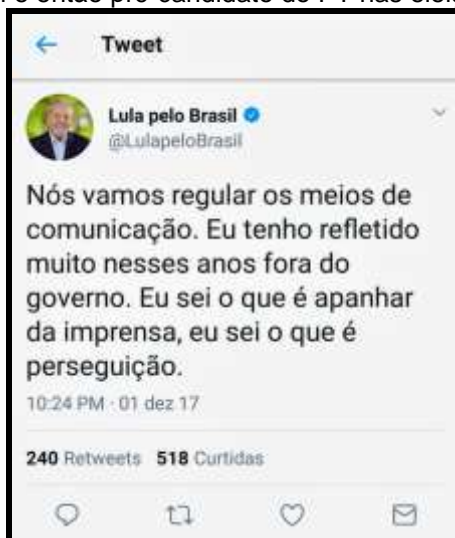 Tweet
Lula pelo Brasil
@LulapeloBrasil
Nós vamos regular os meios de
comunicação. Eu tenho refletido
muito nesses anos fora do
governo. Eu sei o que é apanhar
da imprensa, eu sei o que é
perseguição.
10:24 PM · 01 dez 17
240 Retweets 518 Curtidas